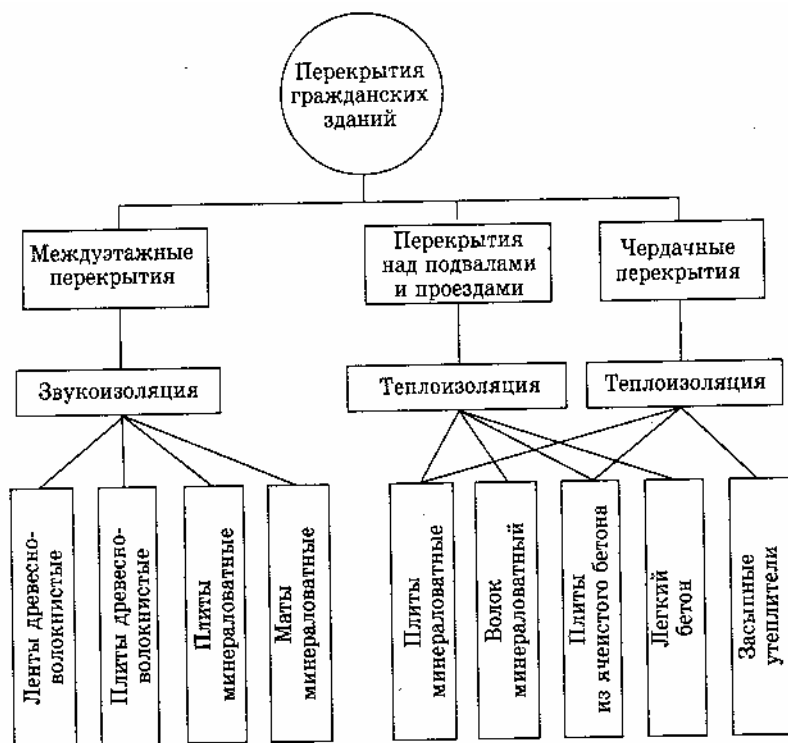 Перекрытия
гражданских
зданий
Междуэтажные
перекрытия
Перекрытия
над подвалами
и проездами
Чердачные
перекрытия
Звукоизоляция
Теплоизоляция
Теплоизоляция
Ленты древесно-
волокнистые
Плиты древесно-
волокнистые
Плиты
минераловатные
Маты
минераловатные
Плиты
минераловатные
Волок
минераловатный
Плиты
из ячеистого бетона
Легкий
бетон
Засыпные
утеплители